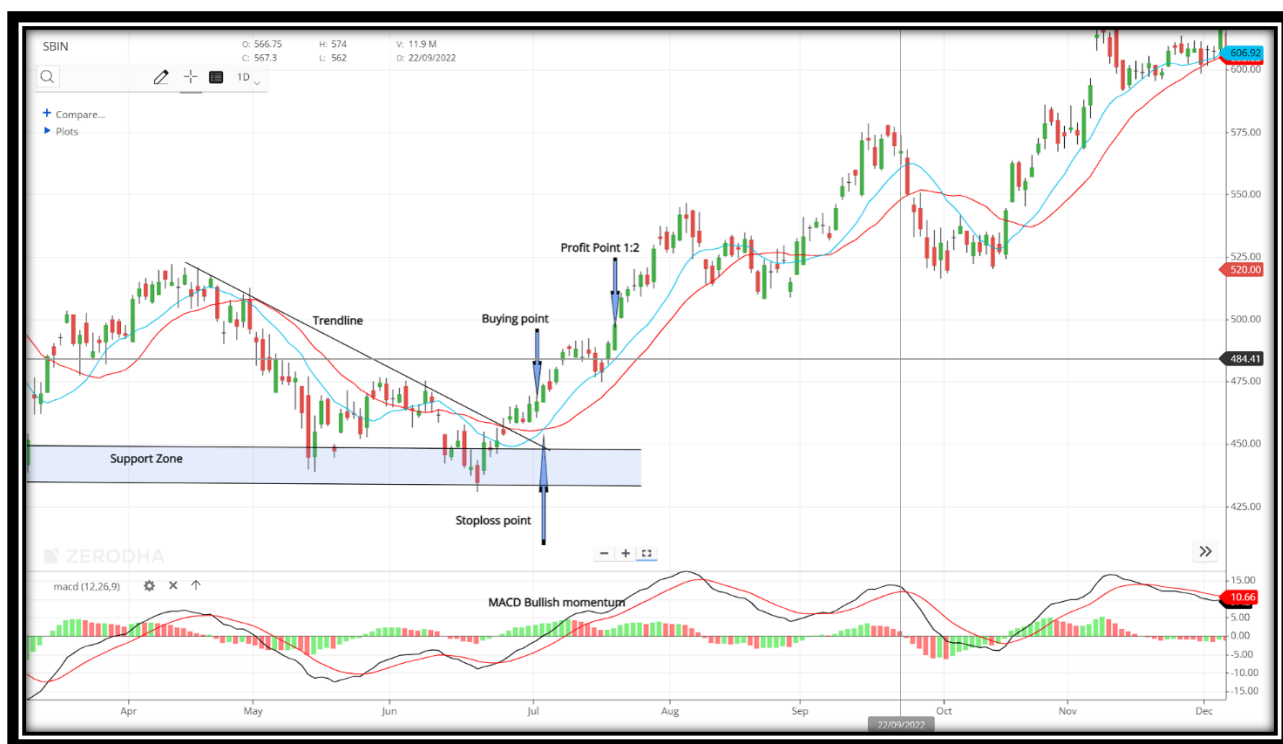 SBIN
O: 566.75 H: 574 V: 11.9 M
C: 567.3 L: 562 D: 22/09/2022
1D
+ Compare...
Plots
606.92
600.00
575.00
550.00
525.00
520.00
500.00
484.41
475.00
450.00
425.00
Profit Point 1:2
Buying point
Trendline
Support Zone
Stoploss point
ZERODHA
macd (12,26,9)
MACD Bullish momentum
15.00
10.66
5.00
0.00
-5.00
-10.00
-15.00
Apr May Jun Jul Aug Sep Oct Nov Dec
22/09/2022